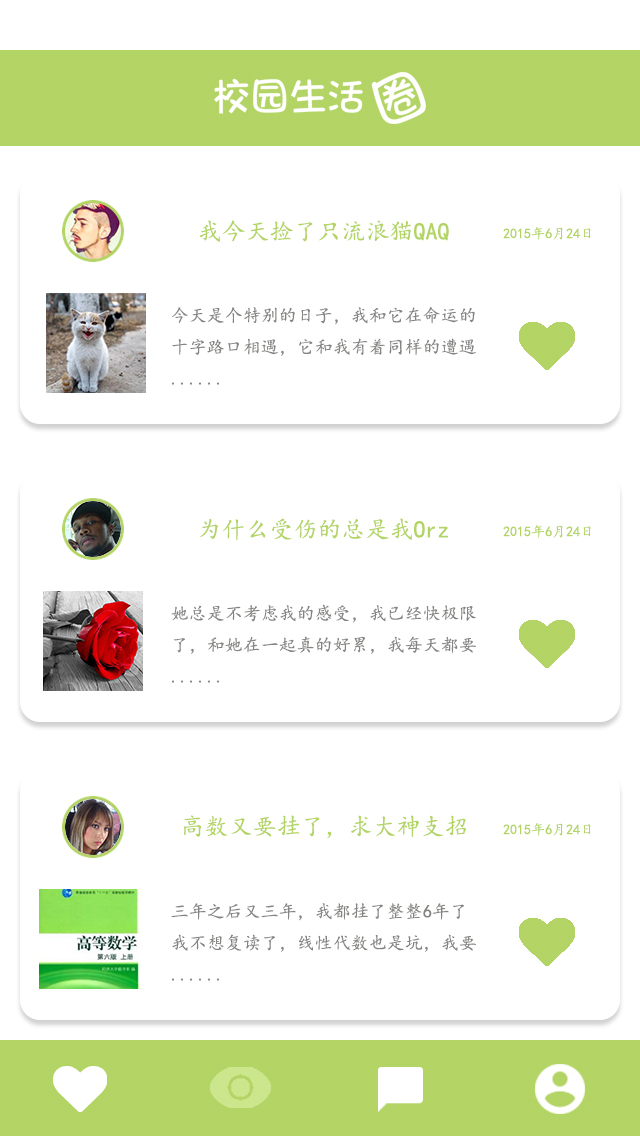 校园生活圈
我今天捡了只流浪猫QAQ
2015年6月24日
今天是个特别的日子，我和它在命运的
十字路口相遇，它和我有着同样的遭遇
......
为什么受伤的总是我Orz
2015年6月24日
她总是不考虑我的感受，我已经快极限
了，和她在一起真的好累，我每天都要
......
高数又要挂了，求大神支招
2015年6月24日
高等数学
第六版 上册
三年之后又三年，我都挂了整整6年了
我不想复读了，线性代数也是坑，我要
......